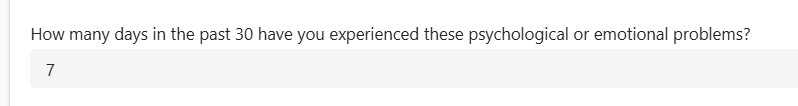 How many days in the past 30 have you experienced these psychological or emotional problems?
7